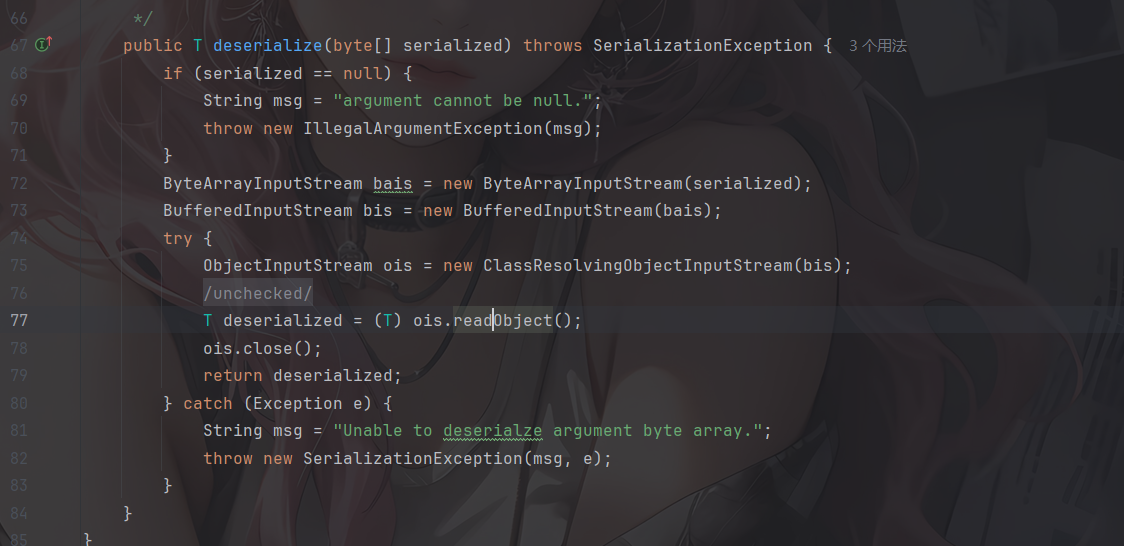 66 */
67 public T deserialize(byte[] serialized) throws SerializationException { 3 个用法
68 if (serialized == null) {
69 String msg = "argument cannot be null.";
70 throw new IllegalArgumentException(msg);
71 }
72 ByteArrayInputStream bais = new ByteArrayInputStream(serialized);
73 BufferedInputStream bis = new BufferedInputStream(bais);
74 try {
75 ObjectInputStream ois = new ClassResolvingObjectInputStream(bis);
76 /unchecked/
77 T deserialized = (T) ois.readObject();
78 ois.close();
79 return deserialized;
80 } catch (Exception e) {
81 String msg = "Unable to deserialze argument byte array.";
82 throw new SerializationException(msg, e);
83 }
84 }
85 }